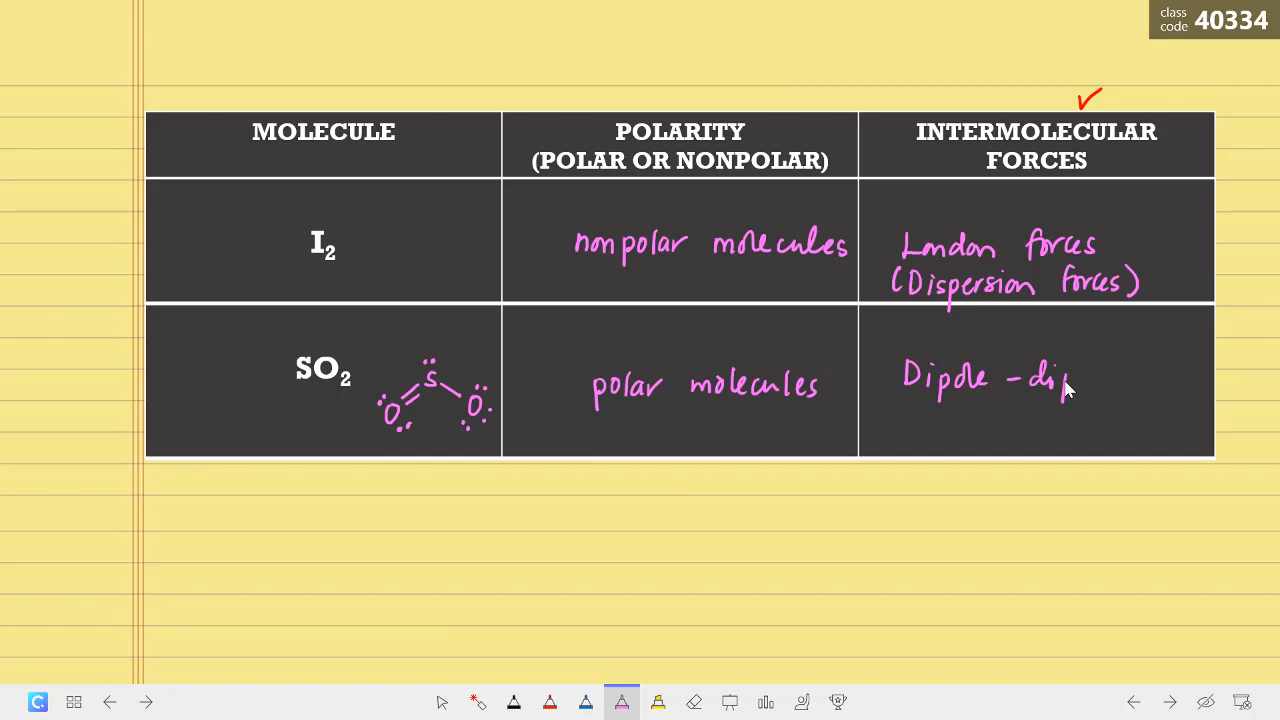 class
code 40334
MOLECULE
POLARITY
(POLAR OR NONPOLAR)
INTERMOLECULAR
FORCES
I₂
nonpolar molecules
London forces
(Dispersion forces)
SO₂
S
O
O
polar molecules
Dipole - dip